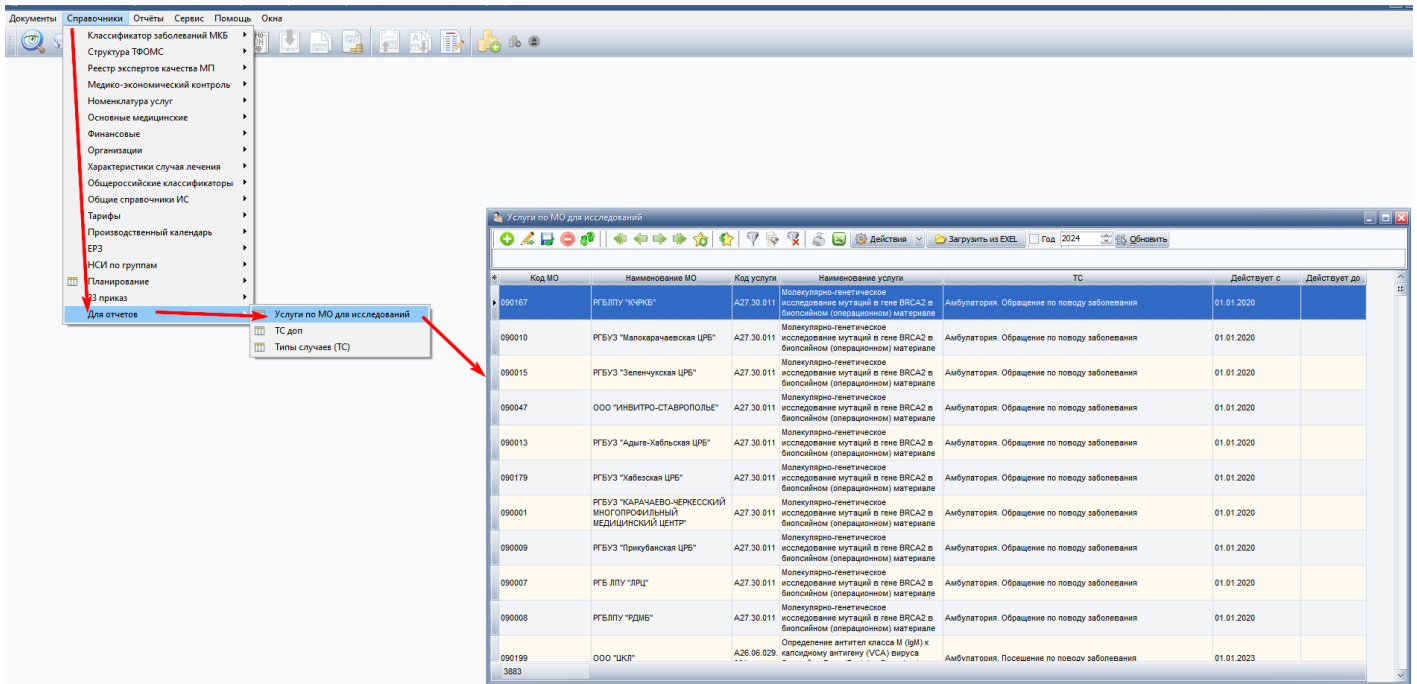 Документы Справочники Отчёты Сервис Помощь Окна
Классификатор заболеваний МКБ
Структура ТФОМС
Реестр экспертов качества МП
Медико-экономический контроль
Номенклатура услуг
Основные медицинские
Финансовые
Организации
Характеристики случая лечения
Общероссийские классификаторы
Общие справочники ИС
Тарифы
Производственный календарь
ЕРЗ
НСИ по группам
Планирование
23 приказ
Для отчетов
Услуги по МО для исследований
ТС доп
Типы случаев (ТС)
Услуги по МО для исследований
Действия Загрузить из EXEL Год 2024 Обновить
Код МО Наименование МО Код услуги Наименование услуги ТС Действует с Действует до
Молекулярно-генетическое
090167 РГБЛПУ "КЧРКБ" A27.30.011 исследование мутаций в гене BRCA2 в Амбулатория. Обращение по поводу заболевания 01.01.2020
биопсийном (операционном) материале
Молекулярно-генетическое
090010 РГБУЗ "Малокарачаевская ЦРБ" A27.30.011 исследование мутаций в гене BRCA2 в Амбулатория. Обращение по поводу заболевания 01.01.2020
биопсийном (операционном) материале
Молекулярно-генетическое
090015 РГБУЗ "Зеленчукская ЦРБ" A27.30.011 исследование мутаций в гене BRCA2 в Амбулатория. Обращение по поводу заболевания 01.01.2020
биопсийном (операционном) материале
Молекулярно-генетическое
090047 ООО "ИНВИТРО-СТАВРОПОЛЬЕ" A27.30.011 исследование мутаций в гене BRCA2 в Амбулатория. Обращение по поводу заболевания 01.01.2020
биопсийном (операционном) материале
Молекулярно-генетическое
090013 РГБУЗ "Адыге-Хабльская ЦРБ" A27.30.011 исследование мутаций в гене BRCA2 в Амбулатория. Обращение по поводу заболевания 01.01.2020
биопсийном (операционном) материале
Молекулярно-генетическое
090179 РГБУЗ "Хабезская ЦРБ" A27.30.011 исследование мутаций в гене BRCA2 в Амбулатория. Обращение по поводу заболевания 01.01.2020
биопсийном (операционном) материале
РГБУЗ "КАРАЧАЕВО-ЧЕРКЕССКИЙ Молекулярно-генетическое
090001 МНОГОПРОФИЛЬНЫЙ A27.30.011 исследование мутаций в гене BRCA2 в Амбулатория. Обращение по поводу заболевания 01.01.2020
МЕДИЦИНСКИЙ ЦЕНТР" биопсийном (операционном) материале
Молекулярно-генетическое
090009 РГБУЗ "Прикубанская ЦРБ" A27.30.011 исследование мутаций в гене BRCA2 в Амбулатория. Обращение по поводу заболевания 01.01.2020
биопсийном (операционном) материале
Молекулярно-генетическое
090007 РГБ ЛПУ "ЛРЦ" A27.30.011 исследование мутаций в гене BRCA2 в Амбулатория. Обращение по поводу заболевания 01.01.2020
биопсийном (операционном) материале
Молекулярно-генетическое
090008 РГБЛПУ "РДМБ" A27.30.011 исследование мутаций в гене BRCA2 в Амбулатория. Обращение по поводу заболевания 01.01.2020
биопсийном (операционном) материале
Определение антител класса M (IgM) к
A26.06.029. капсидному антигену (VCA) вируса
090199 ООО "ЦКЛ" Амбулатория. Посещение по поводу заболевания 01.01.2023
3883